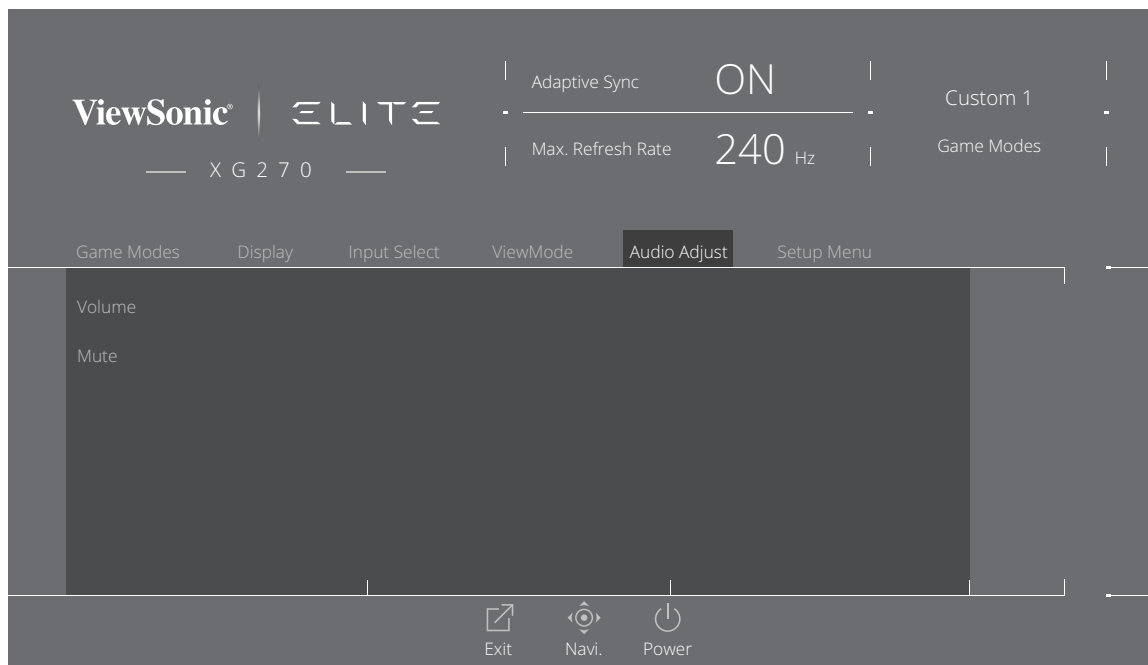 ViewSonic® ELITE
XG270
Adaptive Sync ON
Max. Refresh Rate 240 Hz
Custom 1
Game Modes
Game Modes Display Input Select ViewMode Audio Adjust Setup Menu
Volume
Mute
Exit Navi. Power